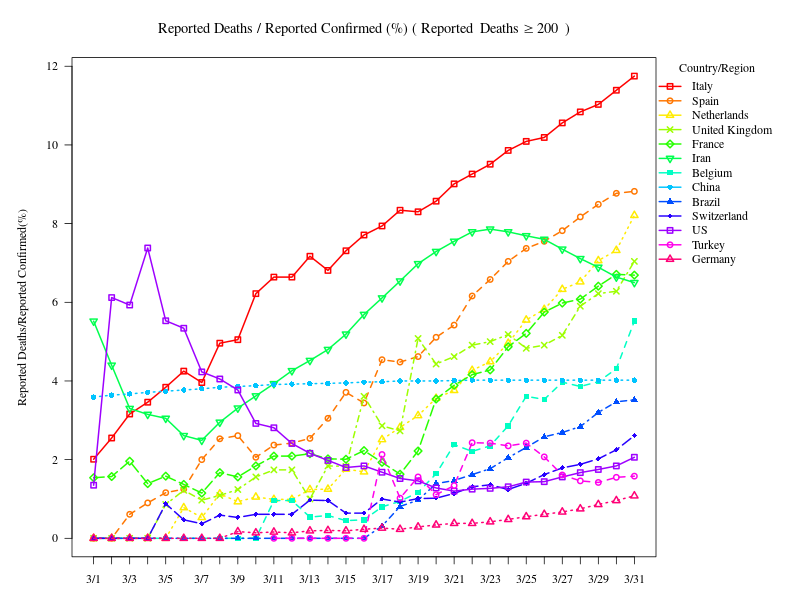 Reported Deaths / Reported Confirmed (%) ( Reported Deaths ≥ 200 )
Reported Deaths/Reported Confirmed(%)
12
10
8
6
4
2
0
3/1 3/3 3/5 3/7 3/9 3/11 3/13 3/15 3/17 3/19 3/21 3/23 3/25 3/27 3/29 3/31
Country/Region
Italy
Spain
Netherlands
United Kingdom
France
Iran
Belgium
China
Brazil
Switzerland
US
Turkey
Germany